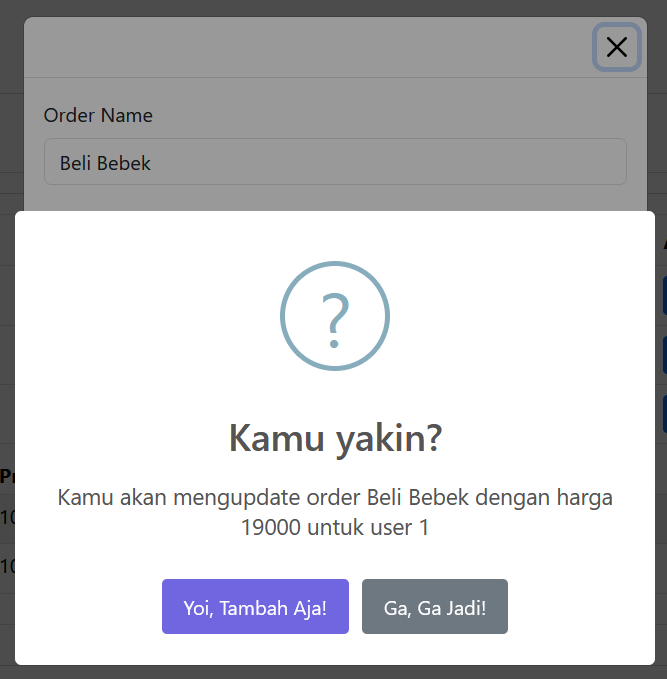 Order Name
Beli Bebek
?
Kamu yakin?
Kamu akan mengupdate order Beli Bebek dengan harga
19000 untuk user 1
Yoi, Tambah Aja!
Ga, Ga Jadi!